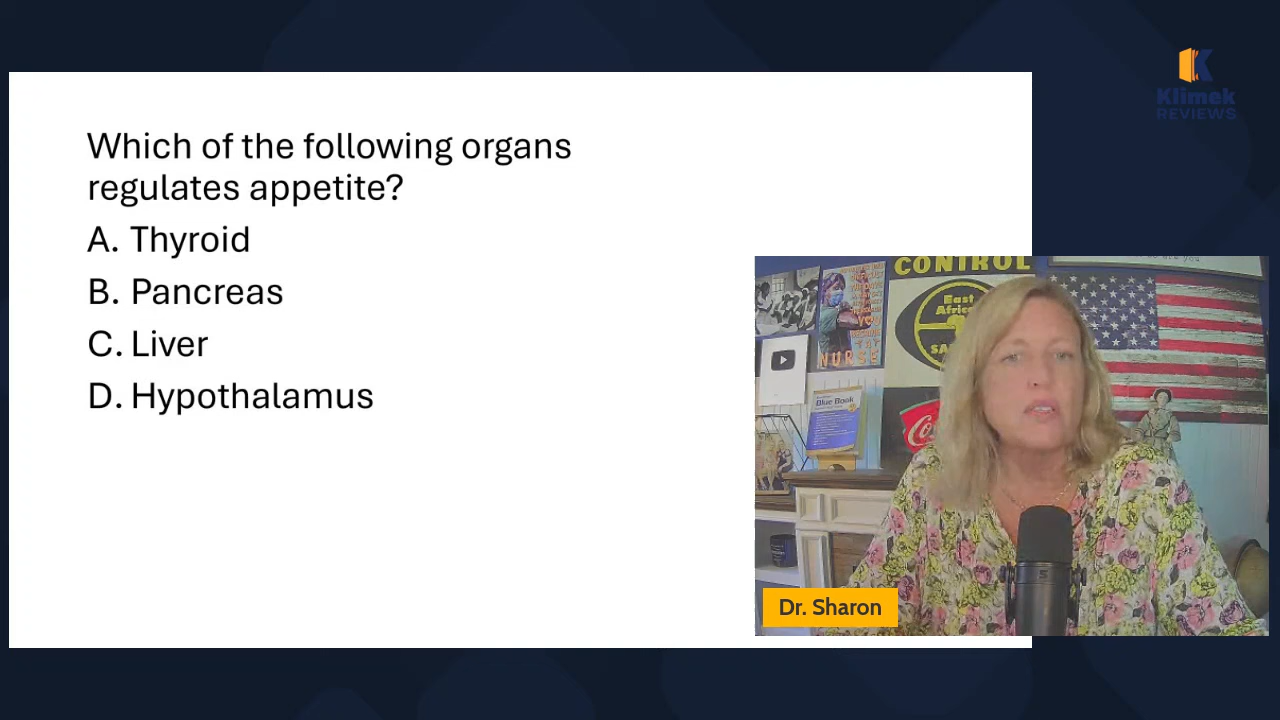 Klimek
REVIEWS
Which of the following organs
regulates appetite?
A. Thyroid
B. Pancreas
C. Liver
D. Hypothalamus
CONTROL
East
NURSE
Blue Book
Dr. Sharon